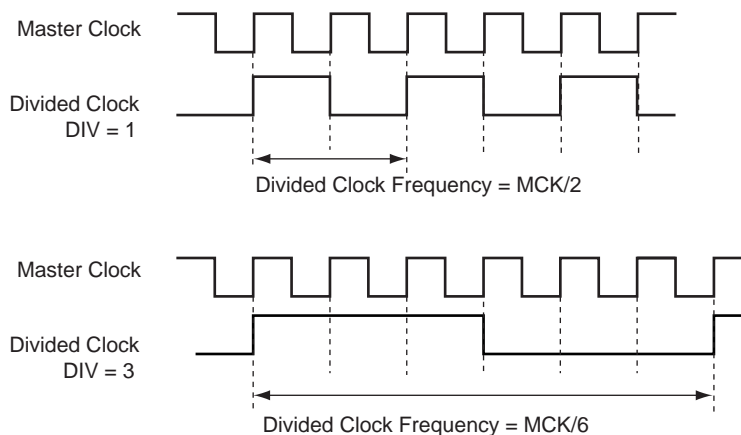 Master Clock
Divided Clock
DIV = 1
Divided Clock Frequency = MCK/2
Master Clock
Divided Clock
DIV = 3
Divided Clock Frequency = MCK/6